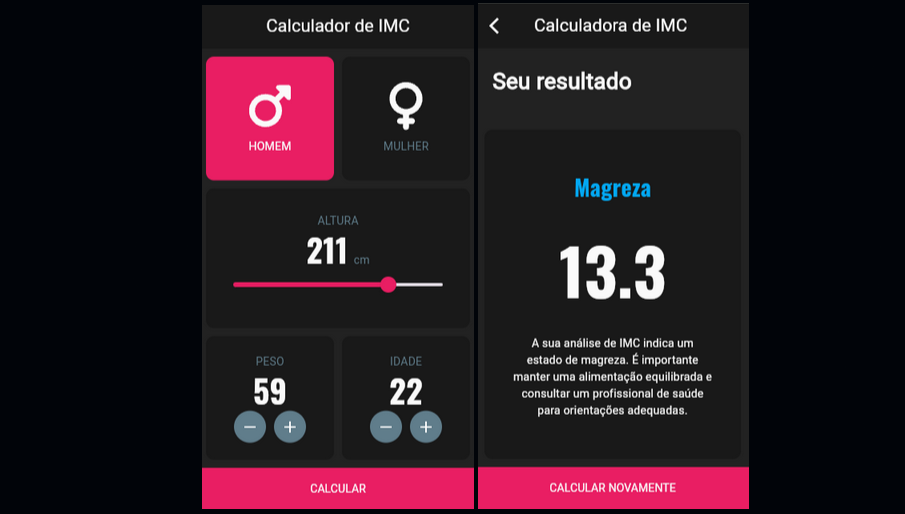 Calculador de IMC
HOMEM
MULHER
ALTURA
211 cm
PESO
59
IDADE
22
CALCULAR
Calculadora de IMC
Seu resultado
Magreza
13.3
A sua análise de IMC indica um
estado de magreza. É importante
manter uma alimentação equilibrada e
consultar um profissional de saúde
para orientações adequadas.
CALCULAR NOVAMENTE